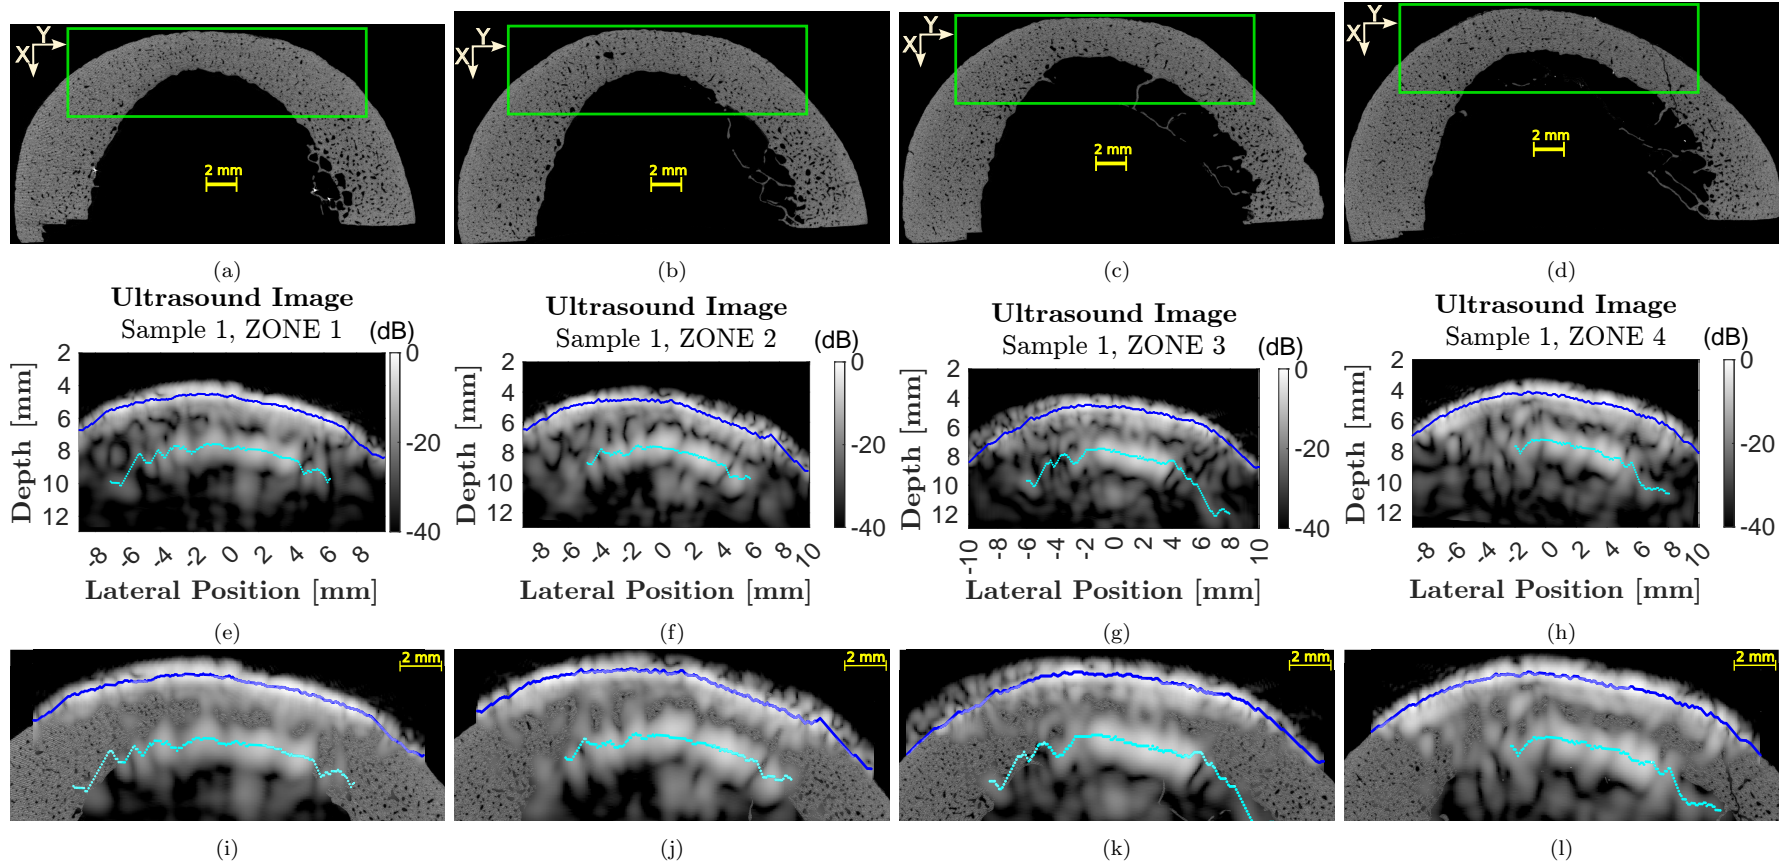 Y
X
2 mm
Y
X
2 mm
Y
X
2 mm
Y
X
2 mm
(a)
(b)
(c)
(d)
Ultrasound Image
Sample 1, ZONE 1
(dB)
Depth [mm]
2
4
6
8
10
12
-8 -6 -4 -2 0 2 4 6 8
Lateral Position [mm]
0
-20
-40
Ultrasound Image
Sample 1, ZONE 2
(dB)
Depth [mm]
2
4
6
8
10
12
-8 -6 -4 -2 0 2 4 6 8 10
Lateral Position [mm]
0
-20
-40
Ultrasound Image
Sample 1, ZONE 3
(dB)
Depth [mm]
2
4
6
8
10
12
-10 -8 -6 -4 -2 0 2 4 6 8 10
Lateral Position [mm]
0
-20
-40
Ultrasound Image
Sample 1, ZONE 4
(dB)
Depth [mm]
2
4
6
8
10
12
-8 -6 -4 -2 0 2 4 6 8 10
Lateral Position [mm]
0
-20
-40
(e)
(f)
(g)
(h)
2 mm
2 mm
2 mm
2 mm
(i)
(j)
(k)
(l)